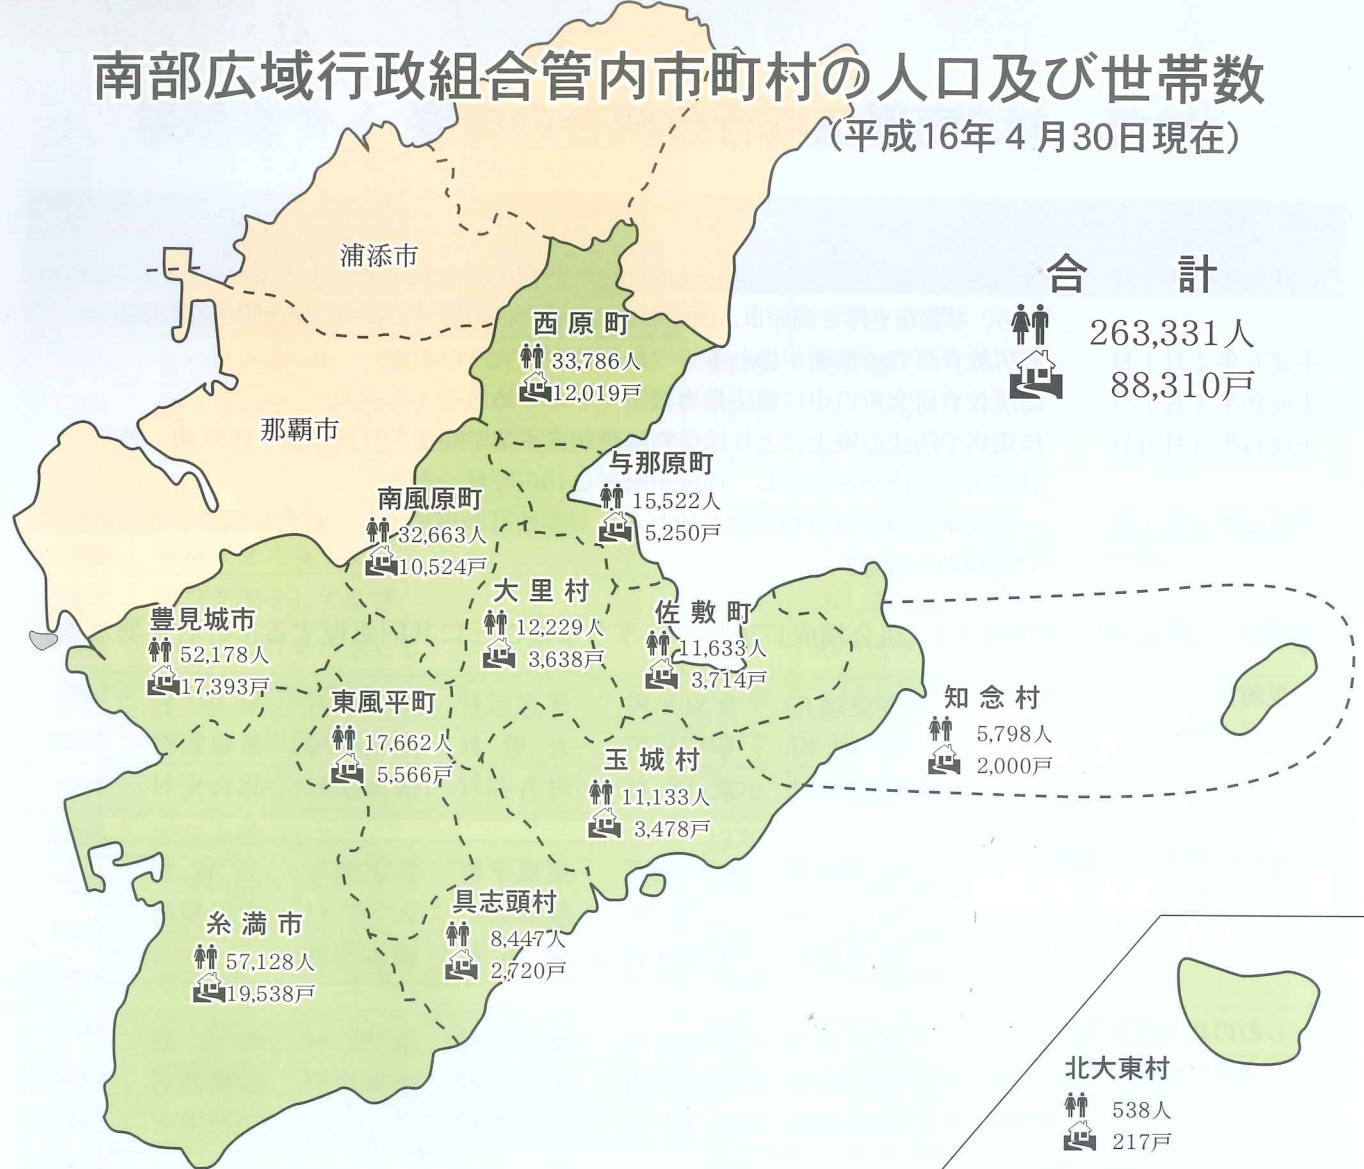 南部広域行政組合管内市町村の人口及び世帯数
(平成16年4月30日現在)
合 計
263,331人
88,310戸
浦添市
西原町
33,786人
12,019戸
那覇市
与那原町
15,522人
5,250戸
南風原町
32,663人
10,524戸
大里村
12,229人
3,638戸
佐敷町
11,633人
3,714戸
豊見城市
52,178人
17,393戸
東風平町
17,662人
5,566戸
知念村
5,798人
2,000戸
玉城村
11,133人
3,478戸
具志頭村
8,447人
2,720戸
糸満市
57,128人
19,538戸
北大東村
538人
217戸